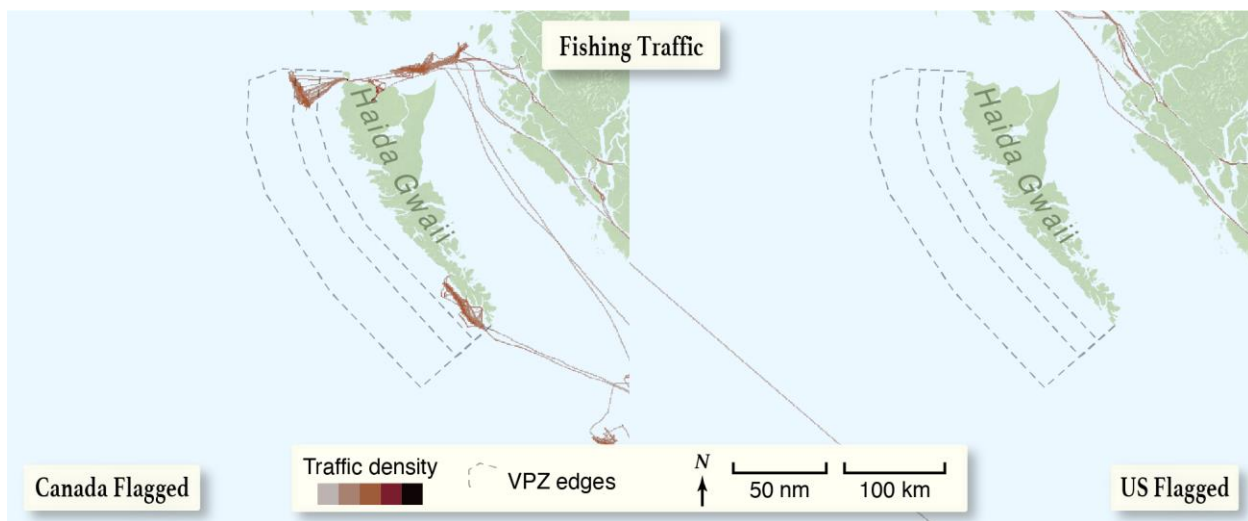 Fishing Traffic
Haida Gwaii
Haida Gwaii
Traffic density
VPZ edges
N
50 nm
100 km
Canada Flagged
US Flagged